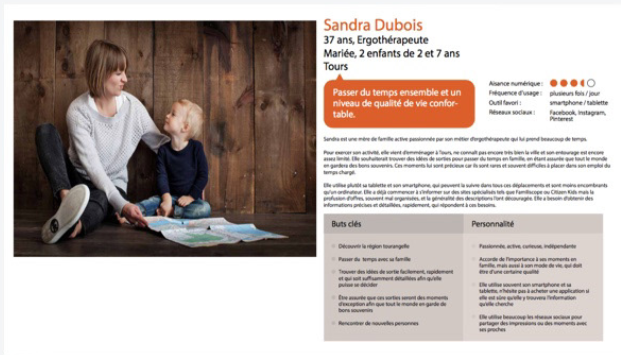 Sandra Dubois
37 ans, Ergothérapeute
Mariée, 2 enfants de 2 et 7 ans
Tours
Passer du temps ensemble et un
niveau de qualité de vie confor-
table.
Aisance numérique :
Fréquence d'usage : plusieurs fois / jour
Outil favori : smartphone / tablette
Réseaux sociaux : Facebook, Instagram,
Pinterest
Sandra est une mère de famille active passionnée par son métier d'ergothérapeute qui lui prend beaucoup de temps.
Pour exercer son activité, elle vient d'emménager à Tours, ne connaît pas encore très bien la ville et son entourage est encore
assez limité. Elle souhaiterait trouver des idées de sorties pour passer du temps en famille, en étant assurée que tout le monde
en gardera des bons souvenirs. Ces moments lui sont précieux car ils sont rares et souvent difficiles à placer dans son emploi du
temps chargé.
Elle utilise plutôt sa tablette et son smartphone, qui peuvent la suivre dans tous ces déplacements et sont moins encombrants
qu'un ordinateur. Elle a déjà commencé à s'informer sur des sites spécialisés tels que Familiscope ou Citizen Kids mais la
profusion d'offres, souvent mal organisées, et la généralité des descriptions l'ont découragée. Elle a besoin d'obtenir des
informations précises et détaillées, rapidement, qui répondent à ces besoins.
Buts clés
Découvrir la région tourangelle
Passer du temps avec sa famille
Trouver des idées de sortie facilement, rapidement
et qui soit suffisamment détaillées afin qu'elle
puisse se décider
Être assurée que ces sorties seront des moments
d'exception afin que tout le monde en garde de
bons souvenirs
Rencontrer de nouvelles personnes
Personnalité
Passionnée, active, curieuse, indépendante
Accorde de l'importance à ses moments en
famille, mais aussi à son mode de vie, qui doit
être d'une certaine qualité
Elle utilise souvent son smartphone et sa
tablette, n'hésite pas à acheter une application si
elle est sûre qu'elle y trouvera l'information
qu'elle cherche
Elle utilise beaucoup les réseaux sociaux pour
partager des impressions ou des moments avec
ses proches